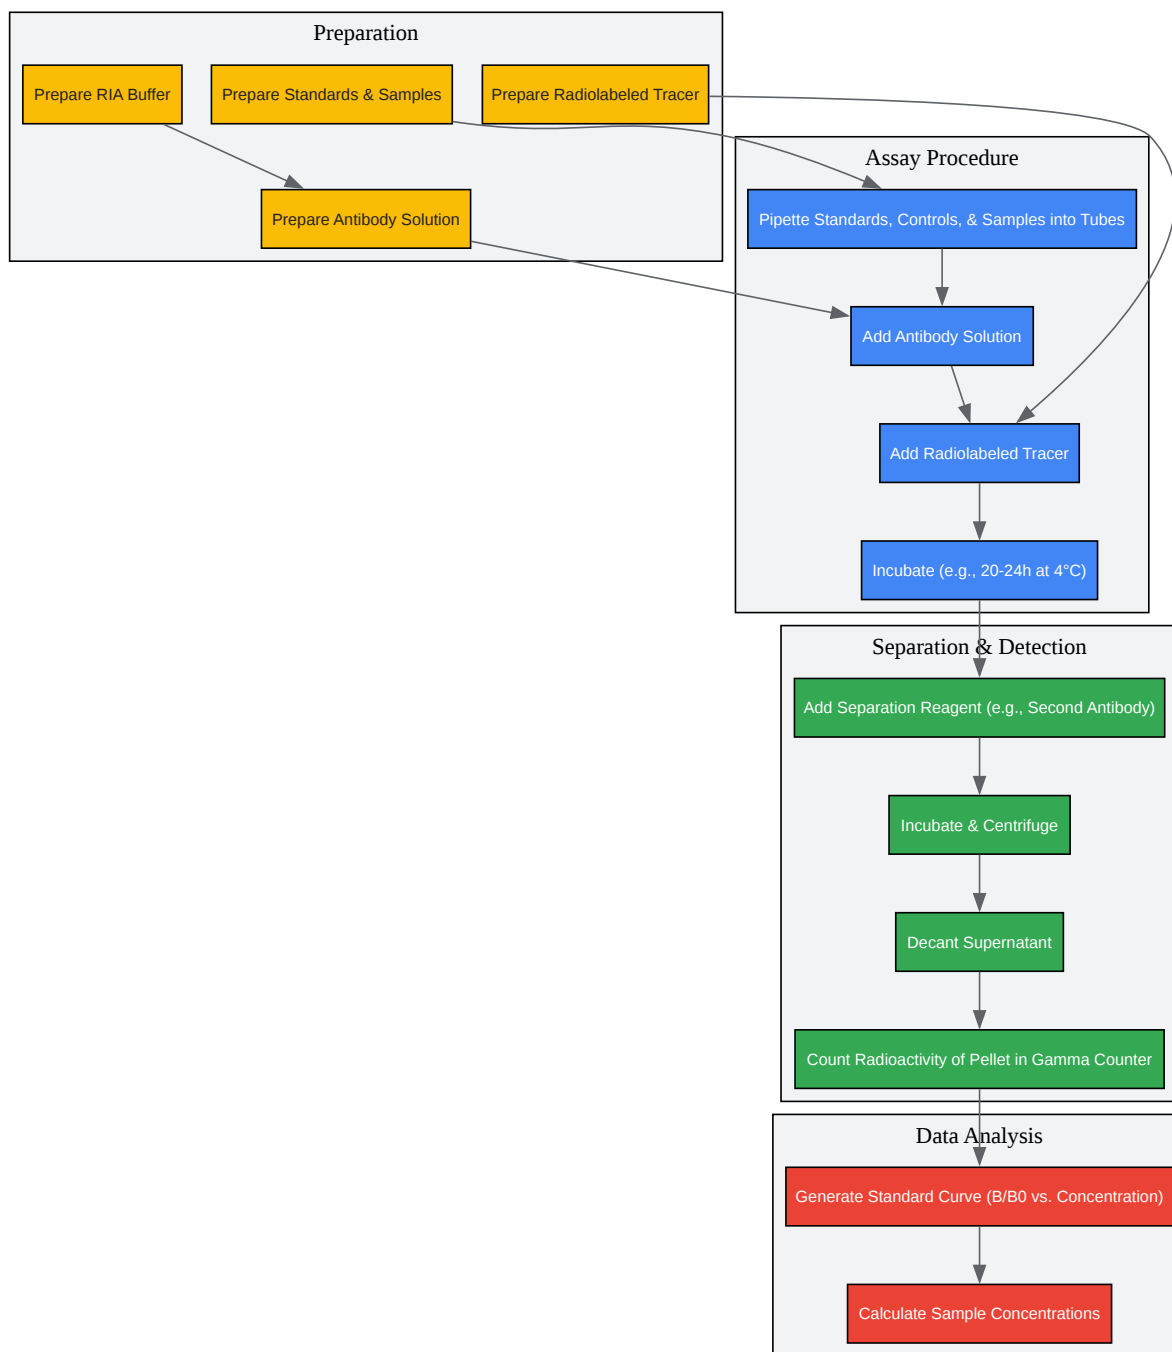 Preparation
Prepare RIA Buffer
Prepare Standards & Samples
Prepare Radiolabeled Tracer
Prepare Antibody Solution
Assay Procedure
Pipette Standards, Controls, & Samples into Tubes
Add Antibody Solution
Add Radiolabeled Tracer
Incubate (e.g., 20-24h at 4°C)
Separation & Detection
Add Separation Reagent (e.g., Second Antibody)
Incubate & Centrifuge
Decant Supernatant
Count Radioactivity of Pellet in Gamma Counter
Data Analysis
Generate Standard Curve (B/B0 vs. Concentration)
Calculate Sample Concentrations